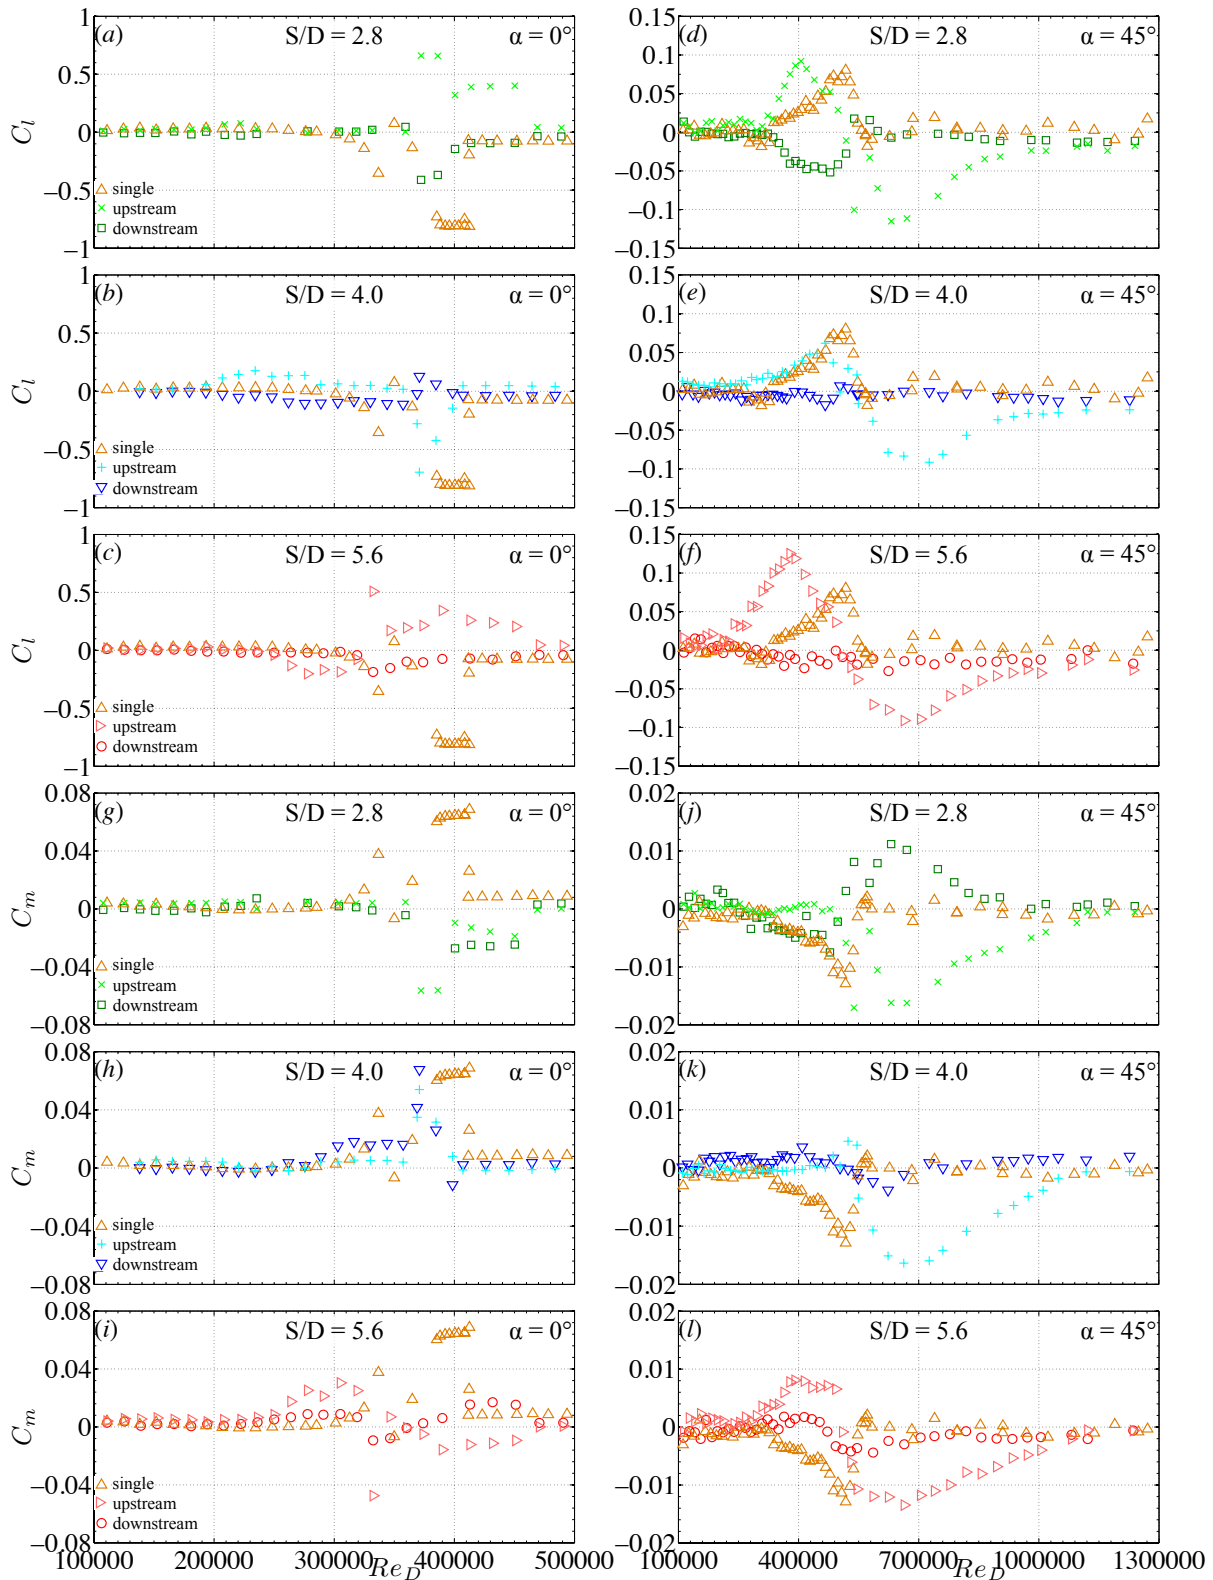 (a) S/D = 2.8 α = 0°
1
0.5
0
−0.5
−1
C_l
single
upstream
downstream
(d) S/D = 2.8 α = 45°
0.15
0.1
0.05
0
−0.05
−0.1
−0.15
(b) S/D = 4.0 α = 0°
1
0.5
0
−0.5
−1
C_l
single
upstream
downstream
(e) S/D = 4.0 α = 45°
0.15
0.1
0.05
0
−0.05
−0.1
−0.15
(c) S/D = 5.6 α = 0°
1
0.5
0
−0.5
−1
C_l
single
upstream
downstream
(f) S/D = 5.6 α = 45°
0.15
0.1
0.05
0
−0.05
−0.1
−0.15
(g) S/D = 2.8 α = 0°
0.08
0.04
0
−0.04
−0.08
C_m
single
upstream
downstream
(j) S/D = 2.8 α = 45°
0.02
0.01
0
−0.01
−0.02
(h) S/D = 4.0 α = 0°
0.08
0.04
0
−0.04
−0.08
C_m
single
upstream
downstream
(k) S/D = 4.0 α = 45°
0.02
0.01
0
−0.01
−0.02
(i) S/D = 5.6 α = 0°
0.08
0.04
0
−0.04
−0.08
C_m
single
upstream
downstream
100000 200000 300000 400000 500000
Re_D
(l) S/D = 5.6 α = 45°
0.02
0.01
0
−0.01
−0.02
100000 4000000 7000000 10000000 13000000
Re_D